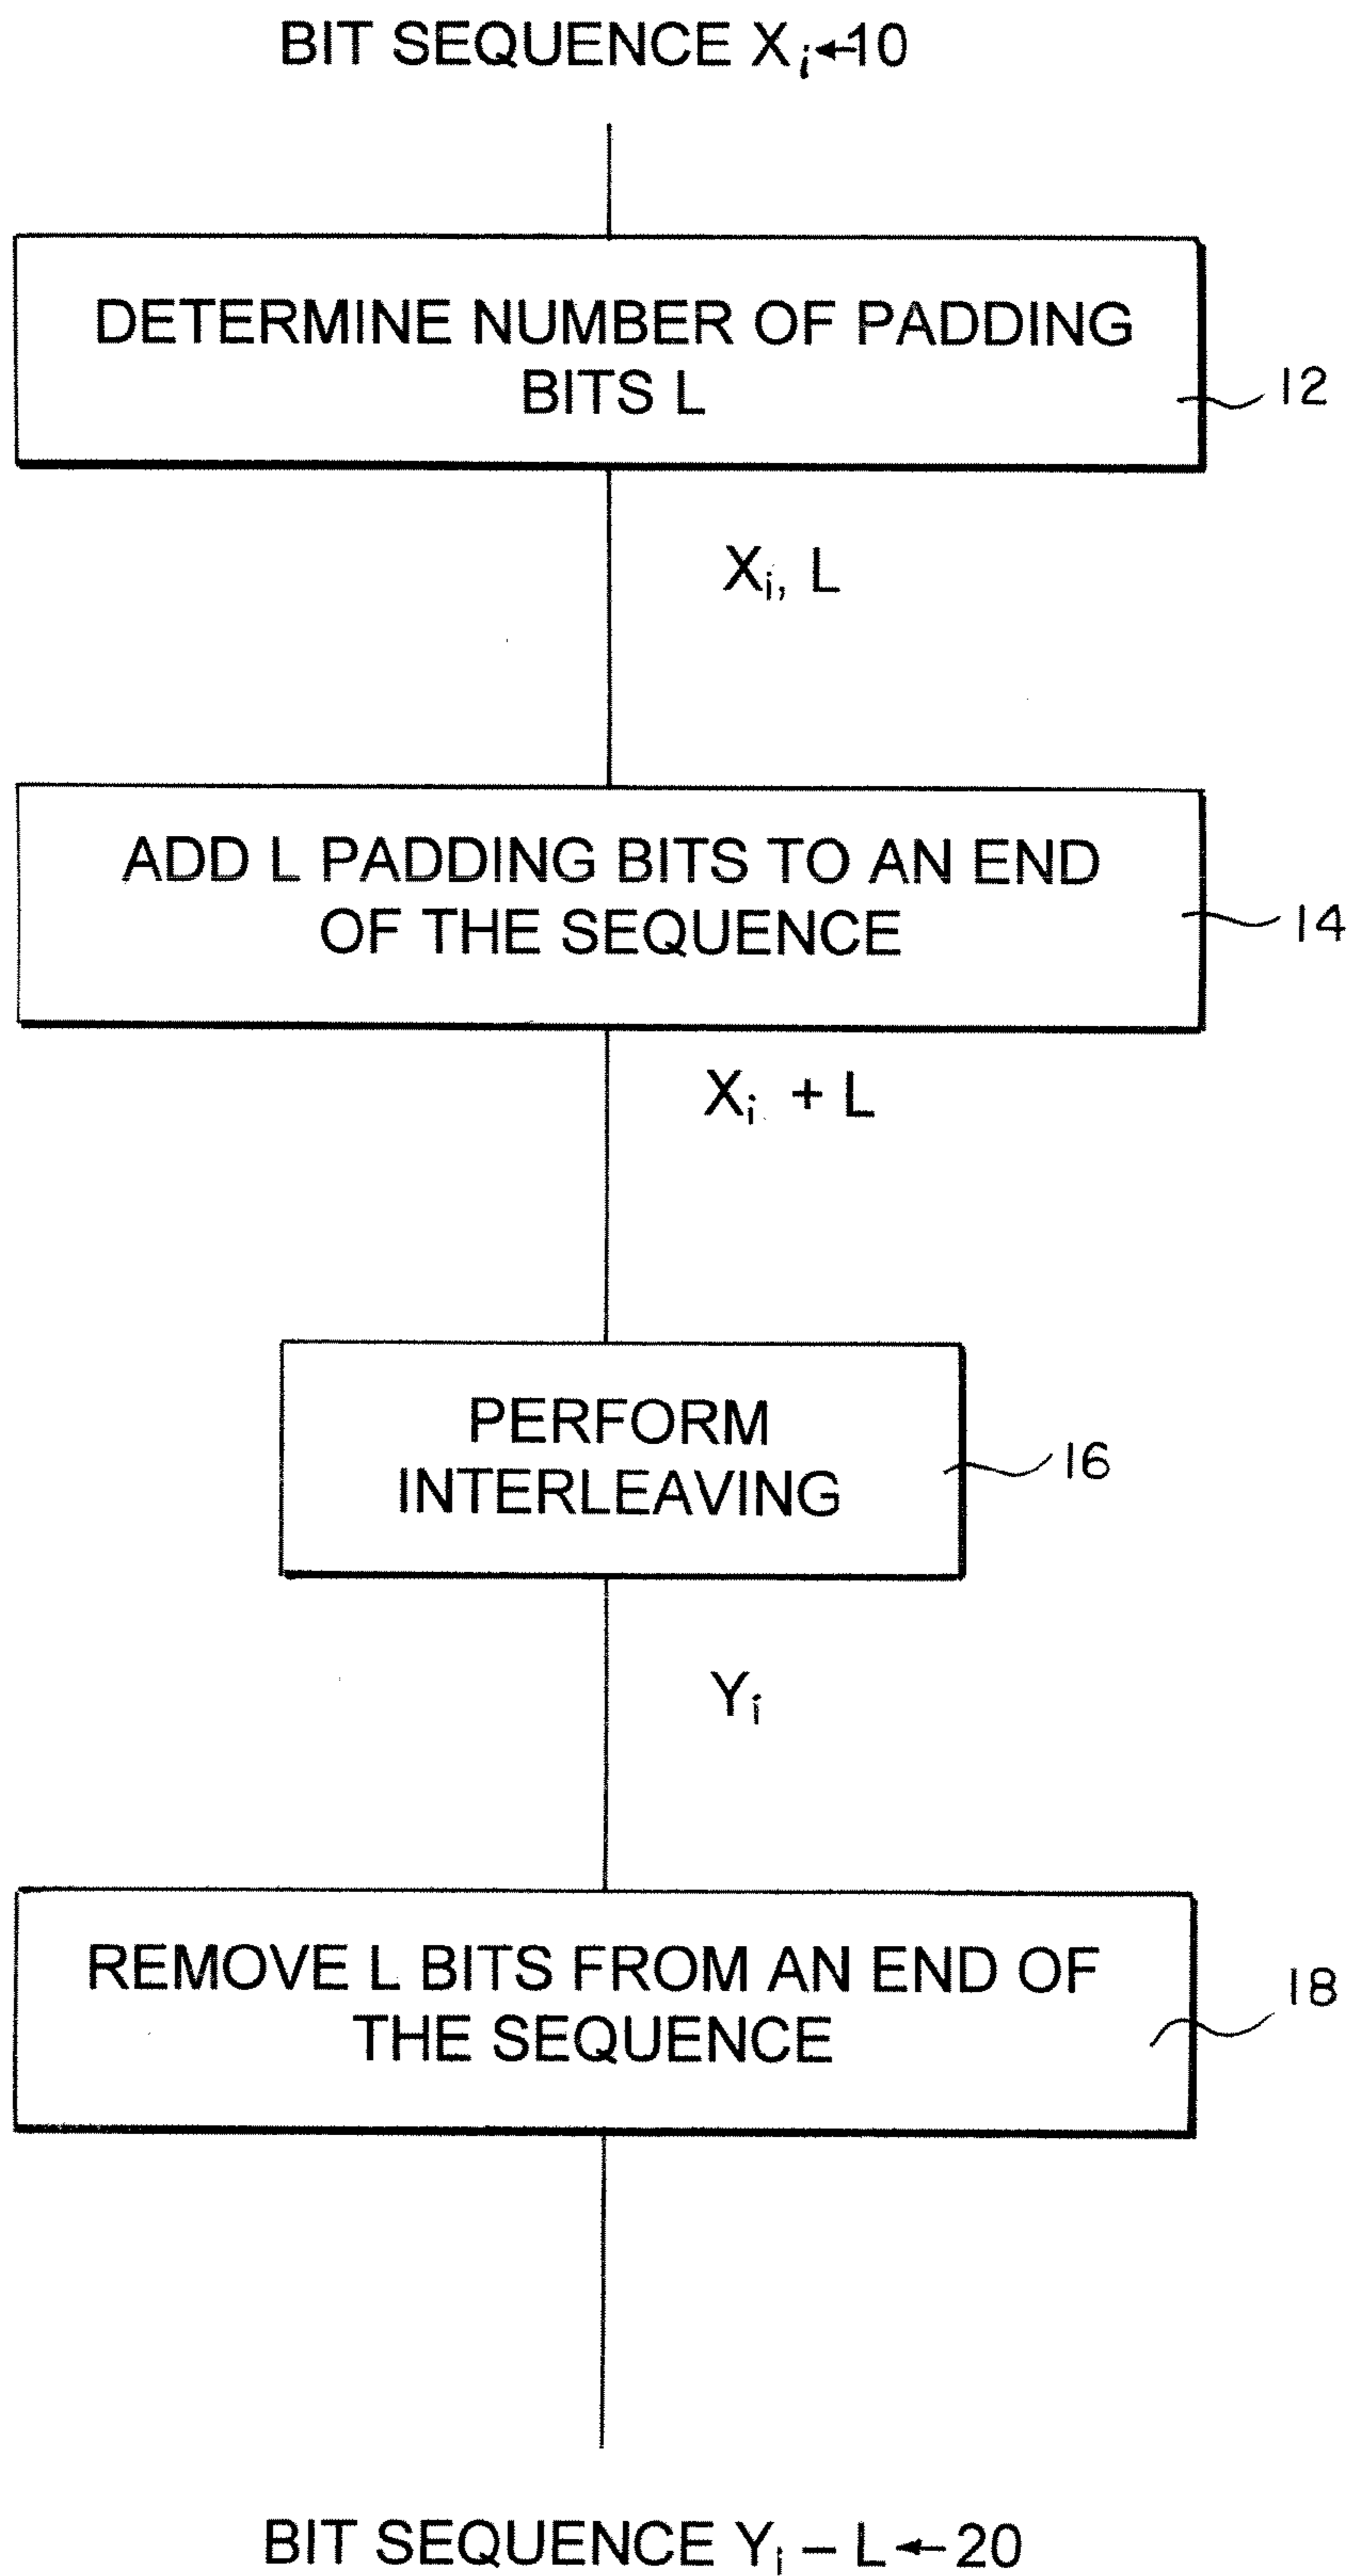 BIT SEQUENCE Xi←10
DETERMINE NUMBER OF PADDING
BITS L
12
Xi, L
ADD L PADDING BITS TO AN END
OF THE SEQUENCE
14
Xi + L
PERFORM
INTERLEAVING
16
Yi
REMOVE L BITS FROM AN END OF
THE SEQUENCE
18
BIT SEQUENCE Yi – L←20